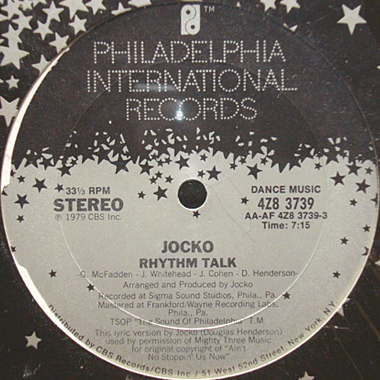 TM
PHILADELPHIA
INTERNATIONAL
RECORDS
33⅓ RPM
STEREO
℗ 1979 CBS Inc.
DANCE MUSIC
4Z8 3739
AA-AF 4Z8 3739-3
Time: 7:15
JOCKO
RHYTHM TALK
G. McFadden - J. Whitehead - J. Cohen - D. Henderson
Arranged and Produced by Jocko
Recorded at Sigma Sound Studios, Phila., Pa.
Mastered at Frankford/Wayne Recording Labs,
Phila., Pa.
TSOP "The Sound Of Philadelphia" T.M.
This lyric version by Jocko (Douglas Henderson)
used by permission of Mighty Three Music
for original copyright of "Ain't
No Stoppin' Us Now"
Distributed by CBS Records/CBS Inc. / 51 West 52nd Street, New York, N.Y.